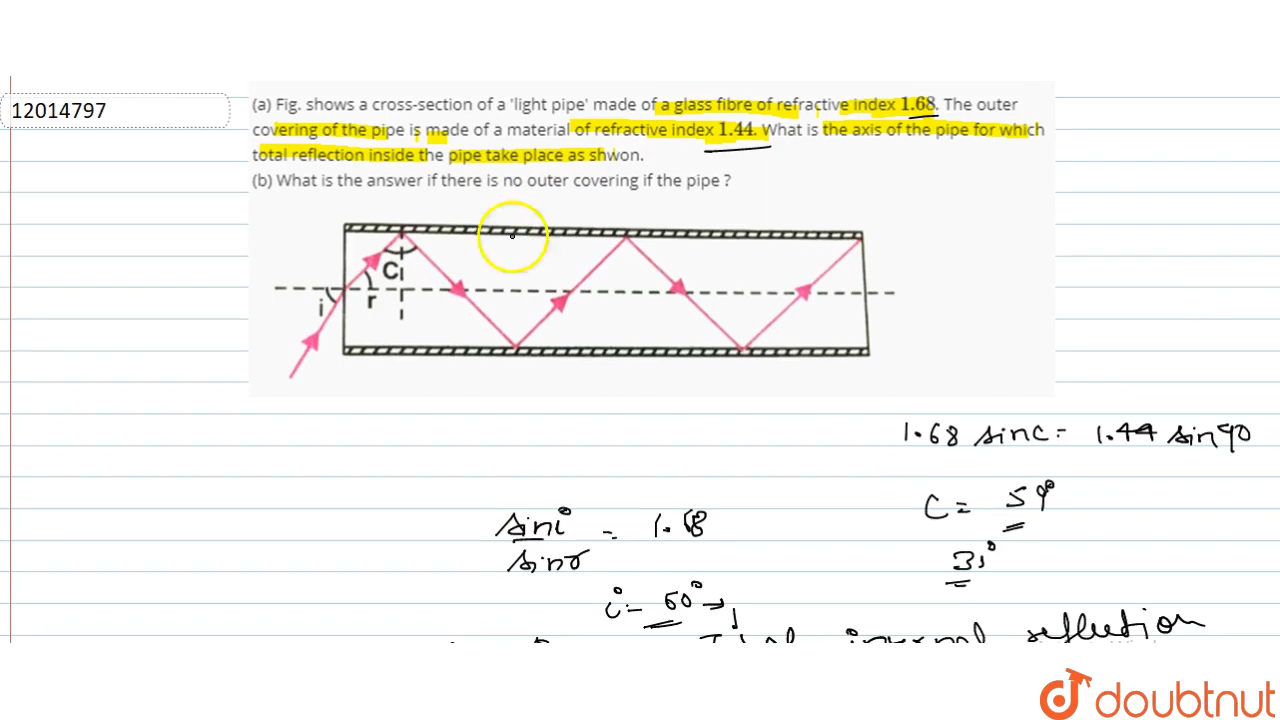 12014797
(a) Fig. shows a cross-section of a 'light pipe' made of a glass fibre of refractive index 1.68. The outer
covering of the pipe is made of a material of refractive index 1.44. What is the axis of the pipe for which
total reflection inside the pipe take place as shwon.
(b) What is the answer if there is no outer covering if the pipe ?
C i
i r
1.68 sinc = 1.44 sin90
C = 59°
sini / sinr = 1.68
31°
i = 60° →
Total internal reflection
doubtnut